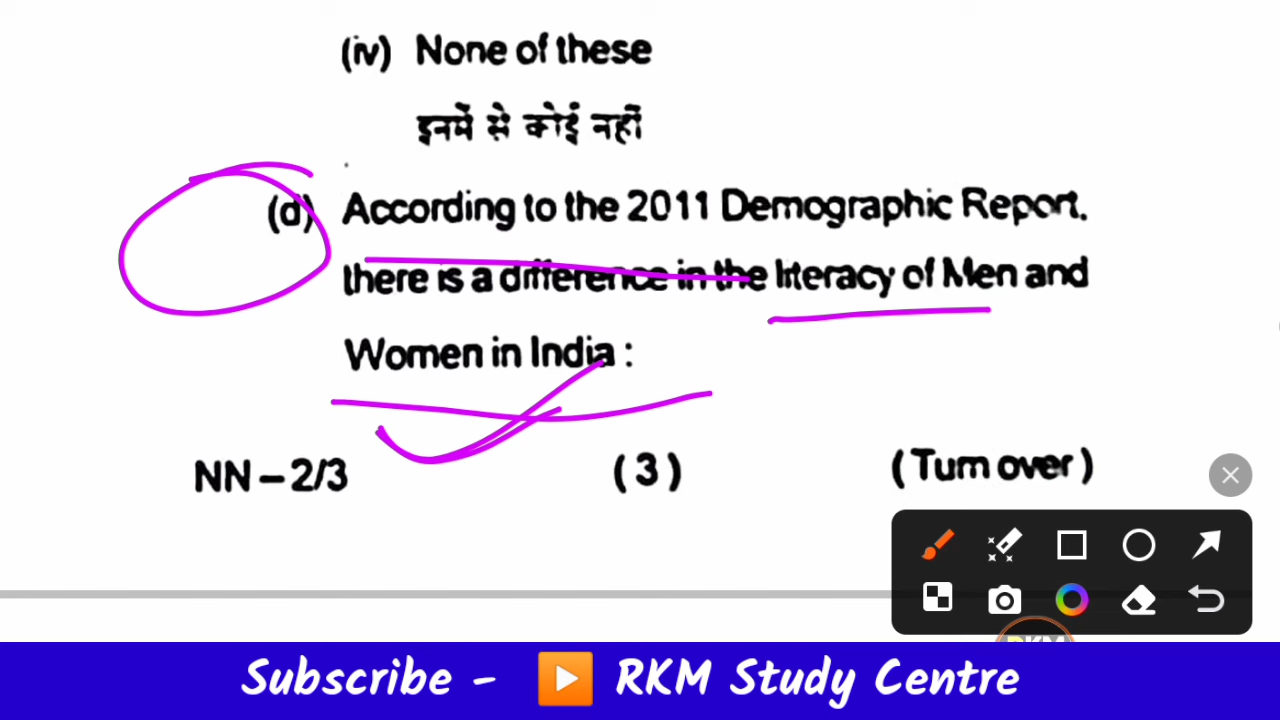 (iv) None of these
इनमें से कोई नहीं
(d) According to the 2011 Demographic Report.
there is a difference in the literacy of Men and
Women in India :
NN – 2/3 (3) (Turn over)
RKM
Subscribe - RKM Study Centre